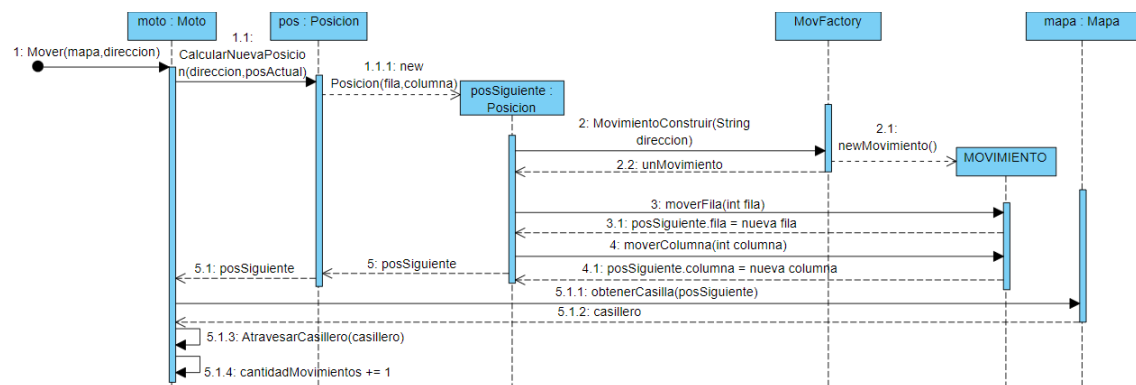 moto : Moto
pos : Posicion
MovFactory
mapa : Mapa
1: Mover(mapa,direccion)
1.1:
CalcularNuevaPosicio
n(direccion,posActual)
1.1.1: new
Posicion(fila,columna)
posSiguiente :
Posicion
2: MovimientoConstruir(String
direccion)
2.1:
newMovimiento()
MOVIMIENTO
2.2: unMovimiento
3: moverFila(int fila)
3.1: posSiguiente.fila = nueva fila
4: moverColumna(int columna)
4.1: posSiguiente.columna = nueva columna
5: posSiguiente
5.1: posSiguiente
5.1.1: obtenerCasilla(posSiguiente)
5.1.2: casillero
5.1.3: AtravesarCasillero(casillero)
5.1.4: cantidadMovimientos += 1